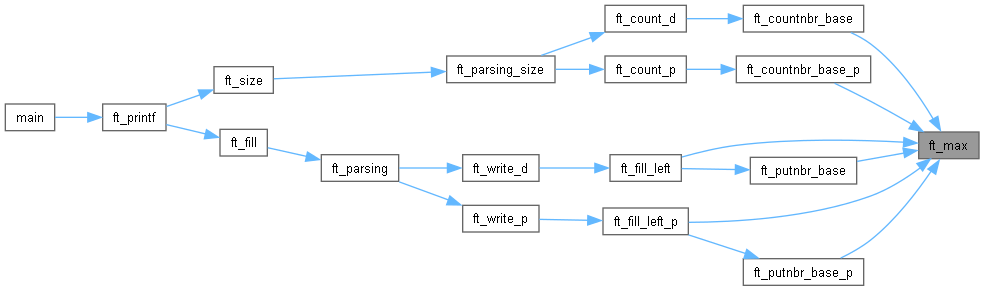 ft_count_d
ft_countnbr_base
ft_size
ft_parsing_size
ft_count_p
ft_countnbr_base_p
main
ft_printf
ft_fill
ft_max
ft_parsing
ft_write_d
ft_fill_left
ft_putnbr_base
ft_write_p
ft_fill_left_p
ft_putnbr_base_p